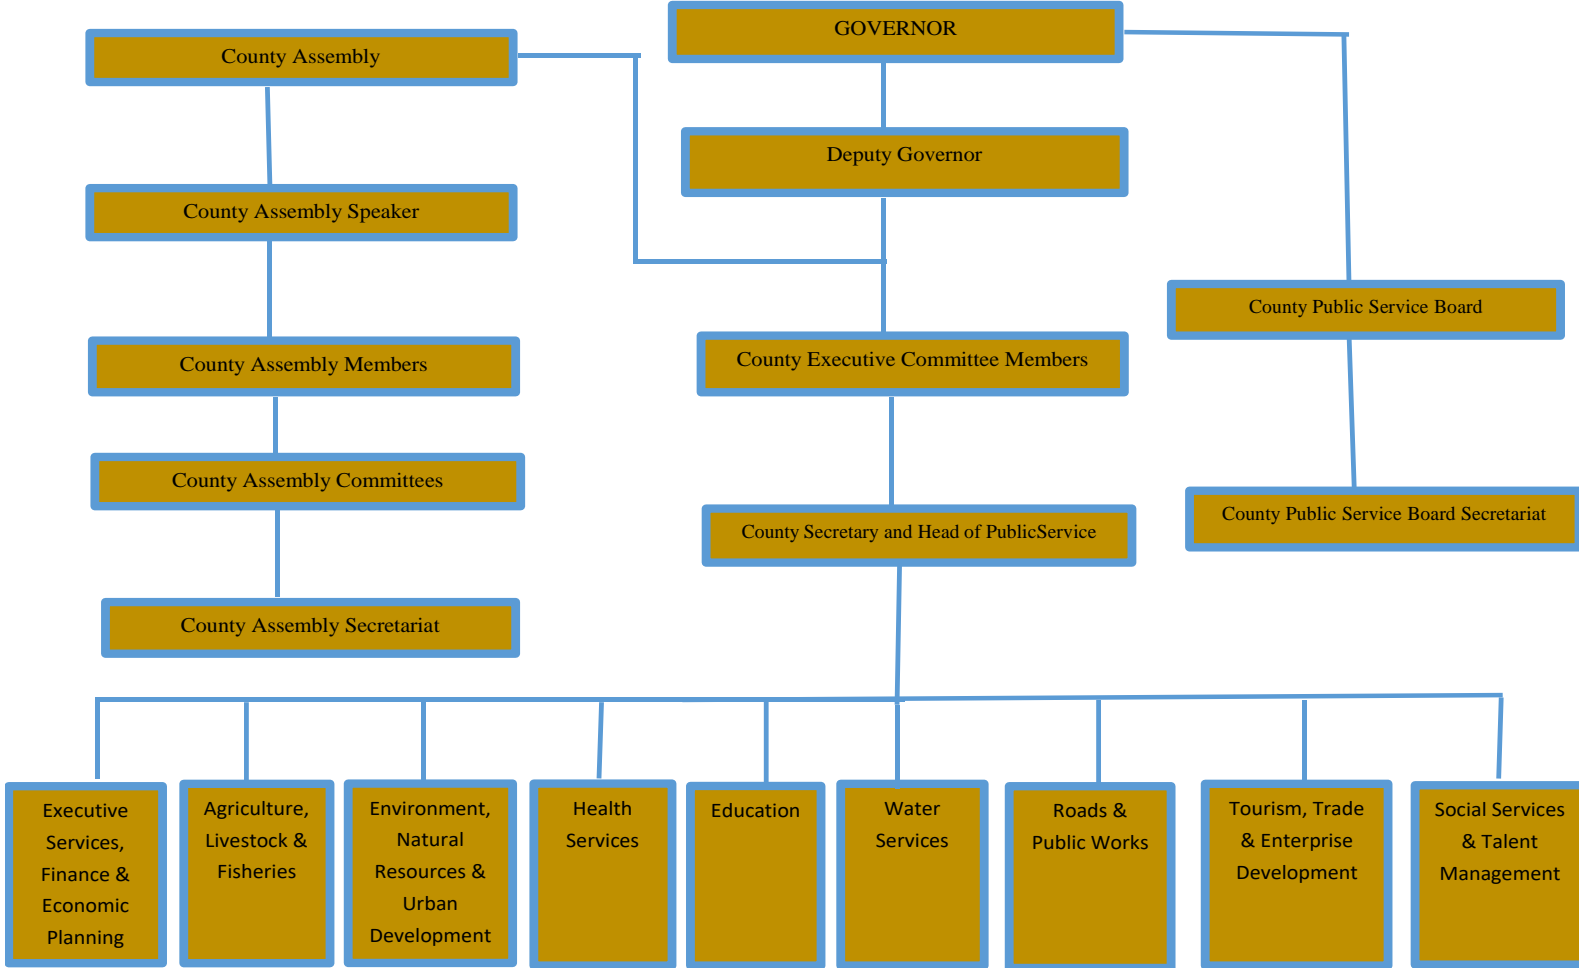 GOVERNOR
County Assembly
Deputy Governor
County Assembly Speaker
County Public Service Board
County Assembly Members
County Executive Committee Members
County Assembly Committees
County Secretary and Head of PublicService
County Public Service Board Secretariat
County Assembly Secretariat
Executive
Services,
Finance &
Economic
Planning
Agriculture,
Livestock &
Fisheries
Environment,
Natural
Resources &
Urban
Development
Health
Services
Education
Water
Services
Roads &
Public Works
Tourism, Trade
& Enterprise
Development
Social Services
& Talent
Management